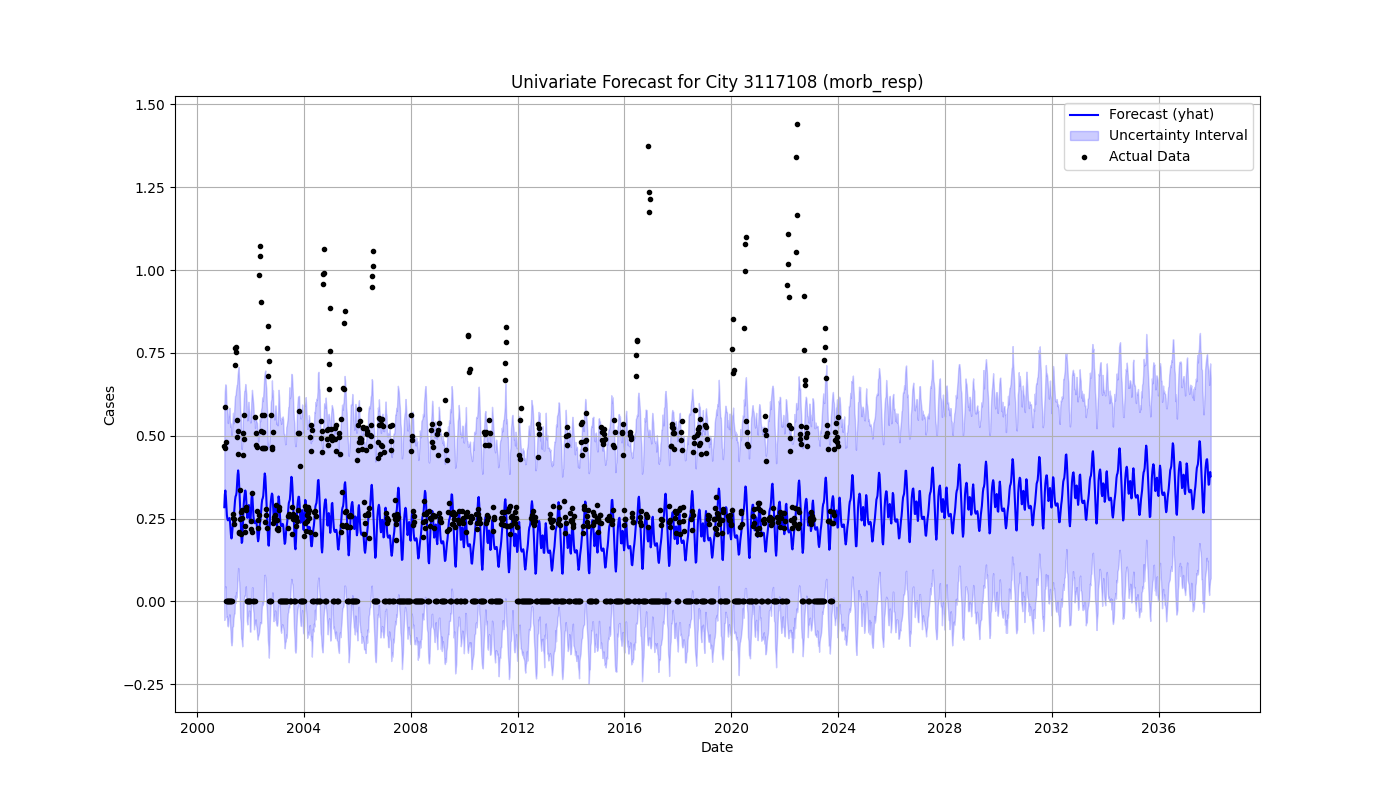 Univariate Forecast for City 3117108 (morb_resp)
Forecast (yhat)
Uncertainty Interval
Actual Data
Cases
1.50
1.25
1.00
0.75
0.50
0.25
0.00
−0.25
2000 2004 2008 2012 2016 2020 2024 2028 2032 2036
Date